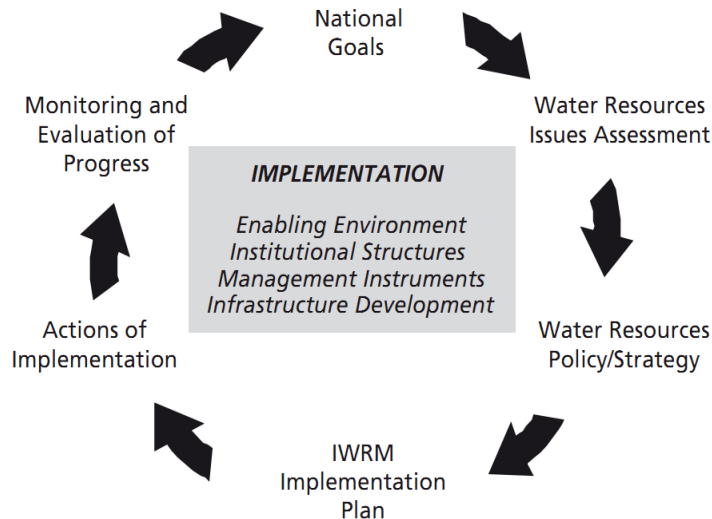 National
Goals
Water Resources
Issues Assessment
Water Resources
Policy/Strategy
IWRM
Implementation
Plan
Actions of
Implementation
Monitoring and
Evaluation of
Progress
IMPLEMENTATION
Enabling Environment
Institutional Structures
Management Instruments
Infrastructure Development